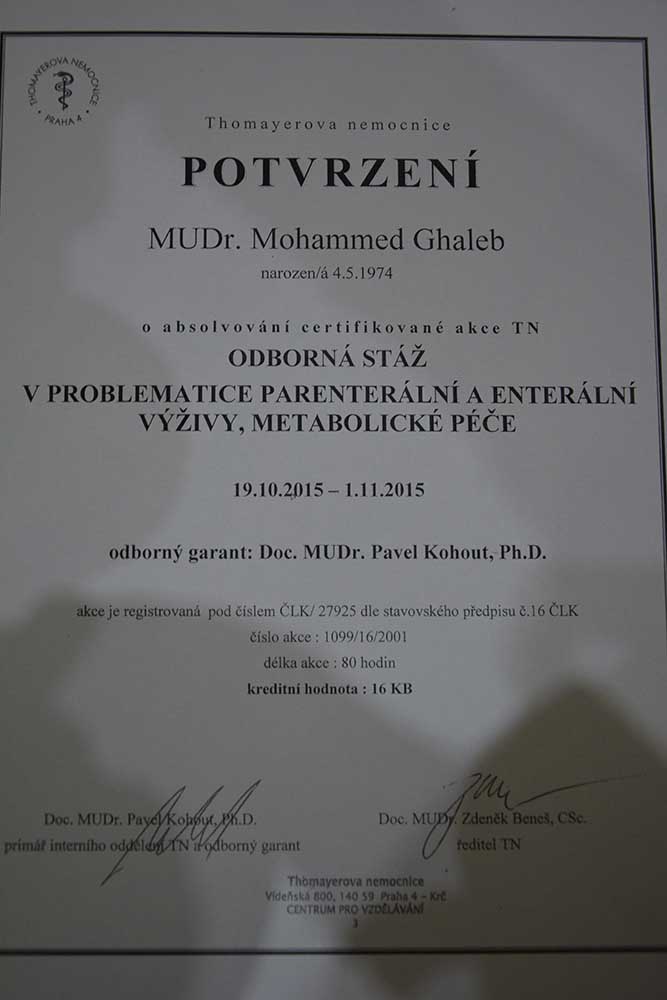 THOMAYEROVA NEMOCNICE
• PRAHA 4 •
Thomayerova nemocnice
POTVRZENÍ
MUDr. Mohammed Ghaleb
narozen/á 4.5.1974
o absolvování certifikované akce TN
ODBORNÁ STÁŽ
V PROBLEMATICE PARENTERÁLNÍ A ENTERÁLNÍ
VÝŽIVY, METABOLICKÉ PÉČE
19.10.2015 – 1.11.2015
odborný garant: Doc. MUDr. Pavel Kohout, Ph.D.
akce je registrovaná pod číslem ČLK/ 27925 dle stavovského předpisu č.16 ČLK
číslo akce : 1099/16/2001
délka akce : 80 hodin
kreditní hodnota : 16 KB
Doc. MUDr. Pavel Kohout, Ph.D.
primář interního oddělení TN a odborný garant
Doc. MUDr. Zdeněk Beneš, CSc.
ředitel TN
Thomayerova nemocnice
Vídeňská 800, 140 59 Praha 4 – Krč
CENTRUM PRO VZDĚLÁVÁNÍ
3